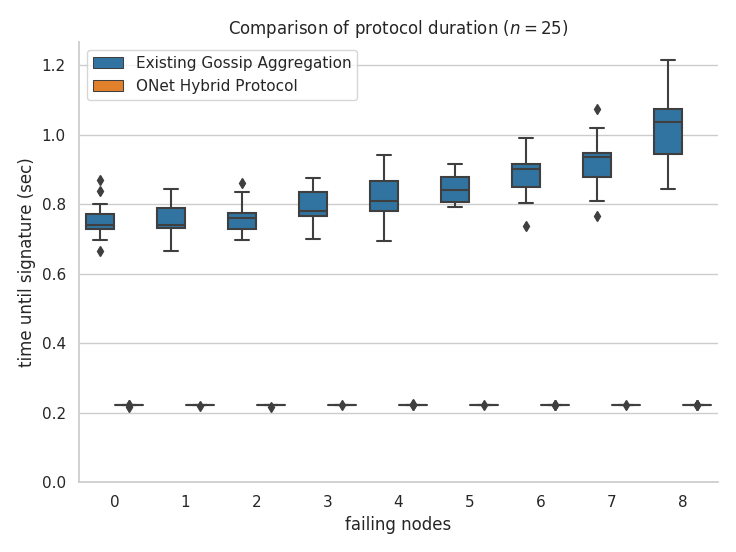 Comparison of protocol duration (n = 25)
Existing Gossip Aggregation
ONet Hybrid Protocol
time until signature (sec)
1.2
1.0
0.8
0.6
0.4
0.2
0.0
0 1 2 3 4 5 6 7 8
failing nodes